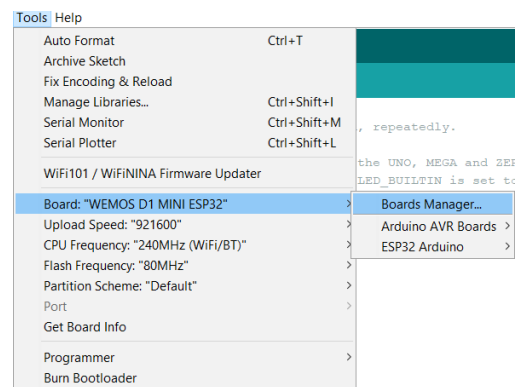 Tools Help
Auto Format Ctrl+T
Archive Sketch
Fix Encoding & Reload
Manage Libraries... Ctrl+Shift+I
Serial Monitor Ctrl+Shift+M
Serial Plotter Ctrl+Shift+L
, repeatedly.
WiFi101 / WiFiNINA Firmware Updater
the UNO, MEGA and ZER
LED_BUILTIN is set to
Board: "WEMOS D1 MINI ESP32"
Boards Manager...
Upload Speed: "921600"
Arduino AVR Boards
CPU Frequency: "240MHz (WiFi/BT)"
ESP32 Arduino
Flash Frequency: "80MHz"
Partition Scheme: "Default"
Port
Get Board Info
Programmer
Burn Bootloader